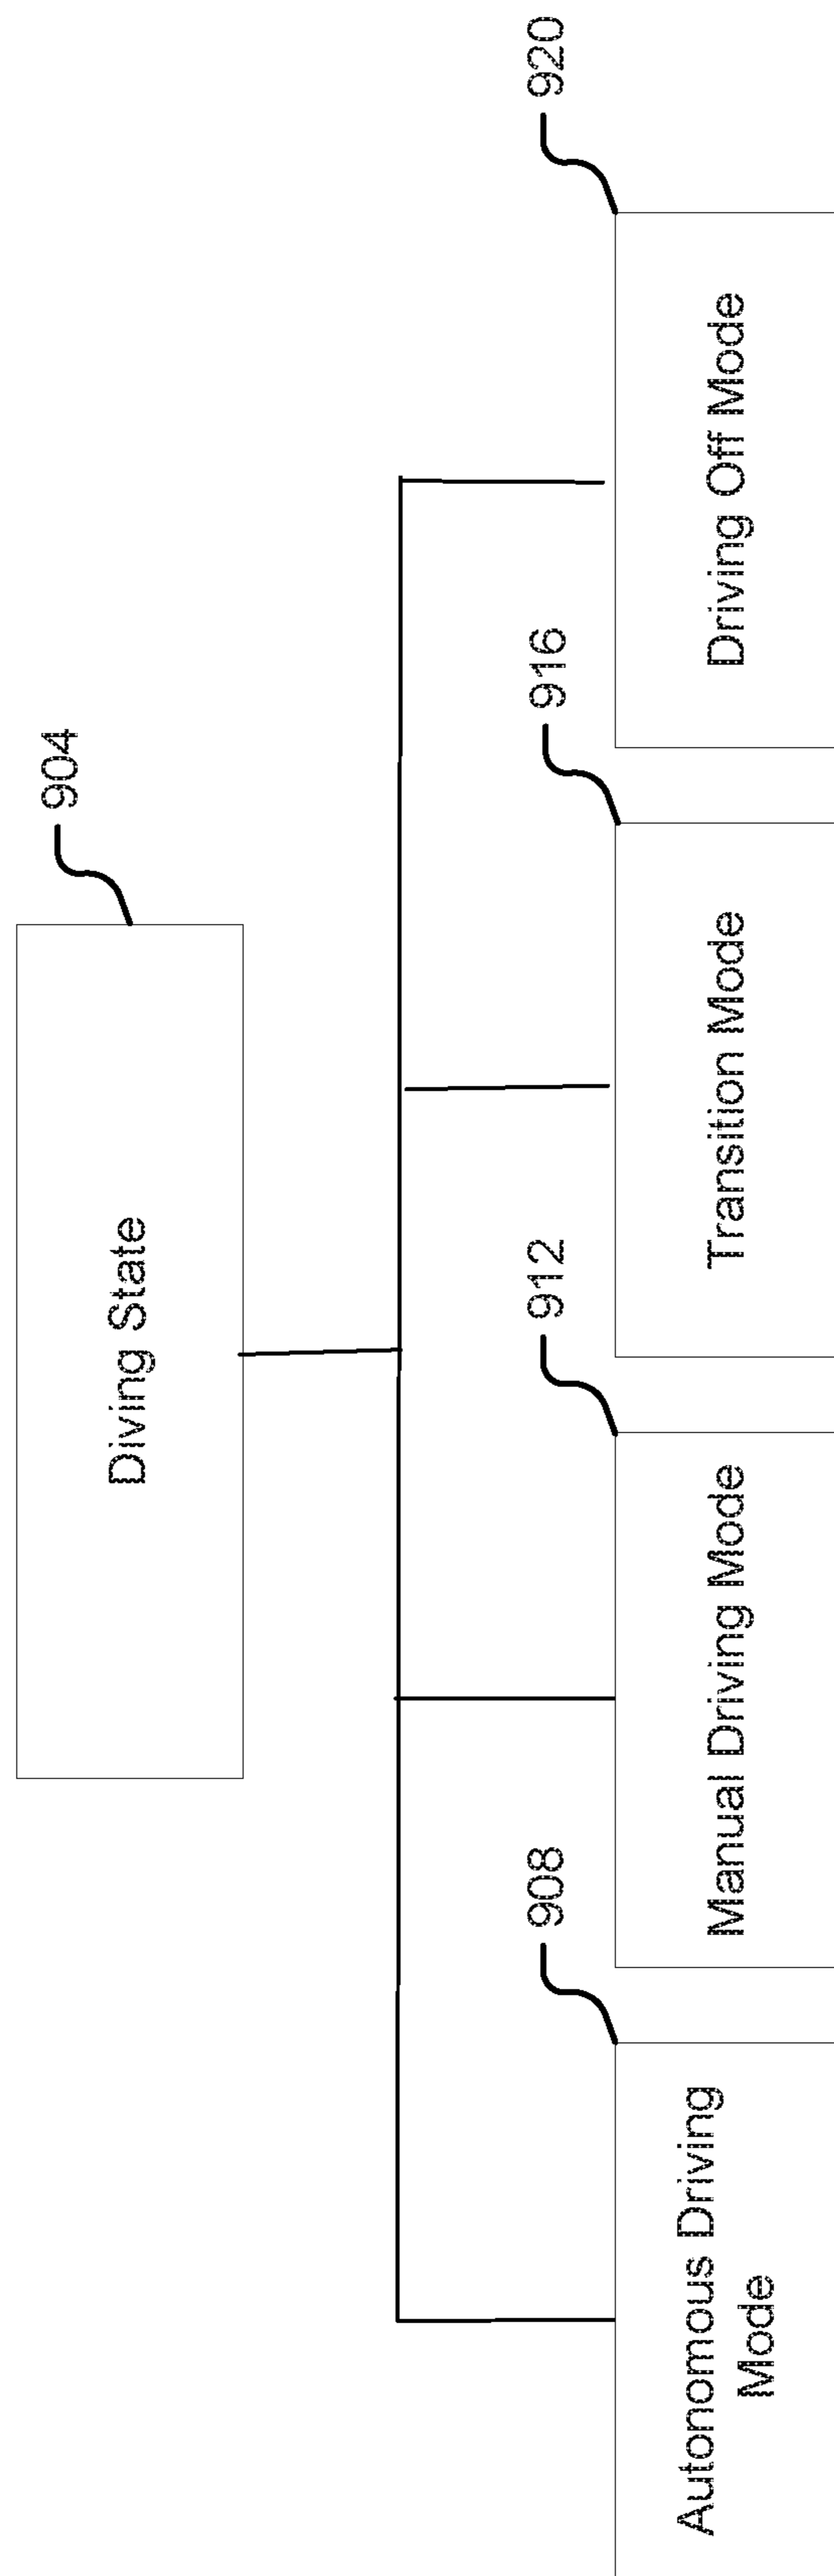 Diving State
904
Autonomous Driving
Mode
908
Manual Driving Mode
912
Transition Mode
916
Driving Off Mode
920